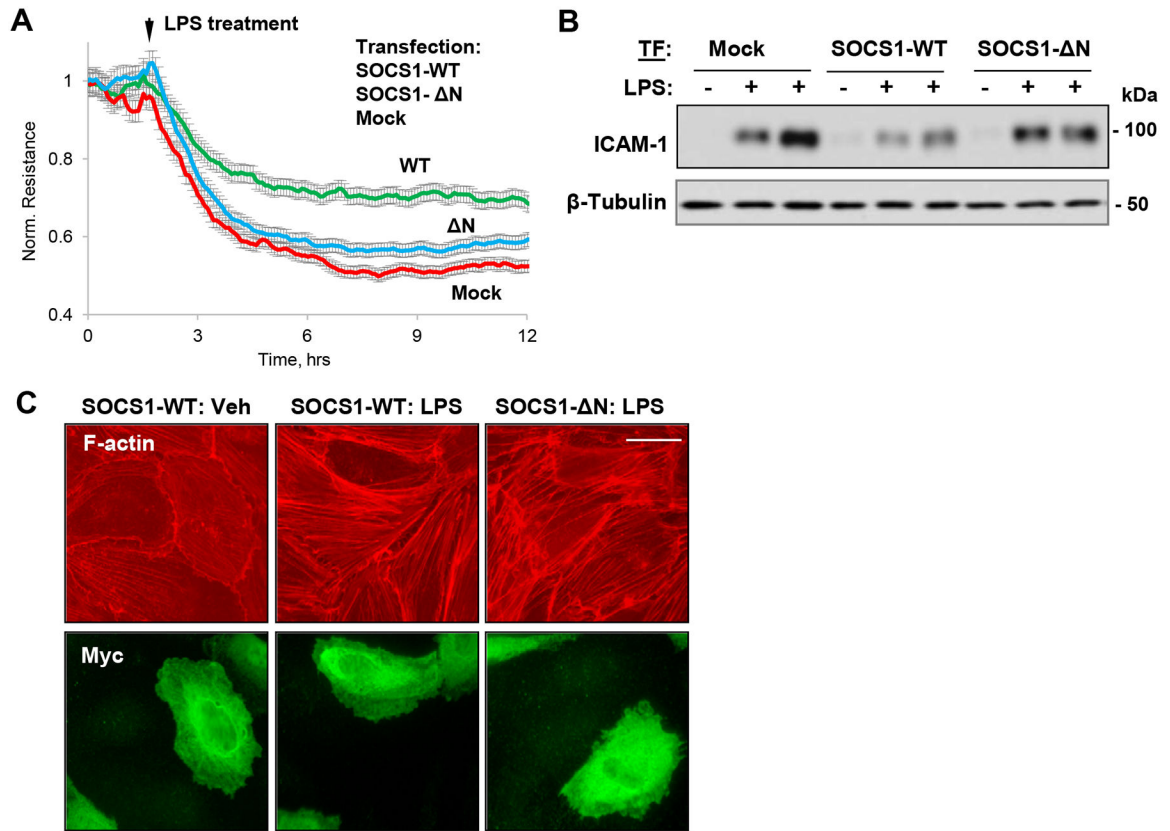 A
LPS treatment
Transfection:
SOCS1-WT
SOCS1- ΔN
Mock
1
0.8
0.6
0.4
Norm. Resistance
WT
ΔN
Mock
0 3 6 9 12
Time, hrs
B
TF: Mock SOCS1-WT SOCS1-ΔN
LPS: - + + - + + - + + kDa
ICAM-1 - 100
β-Tubulin - 50
C
SOCS1-WT: Veh SOCS1-WT: LPS SOCS1-ΔN: LPS
F-actin
Myc